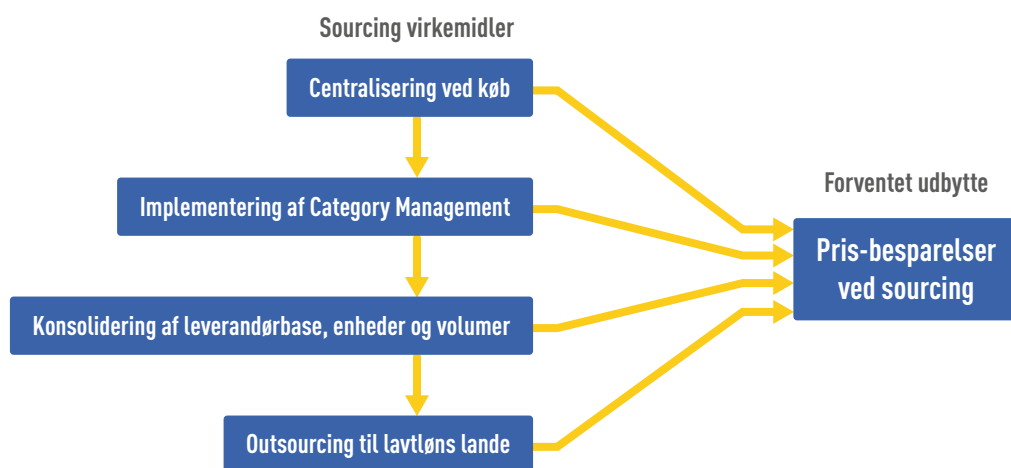 Sourcing virkemidler
Centralisering ved køb
Implementering af Category Management
Konsolidering af leverandørbase, enheder og volumer
Outsourcing til lavtløns lande
Forventet udbytte
Pris-besparelser
ved sourcing